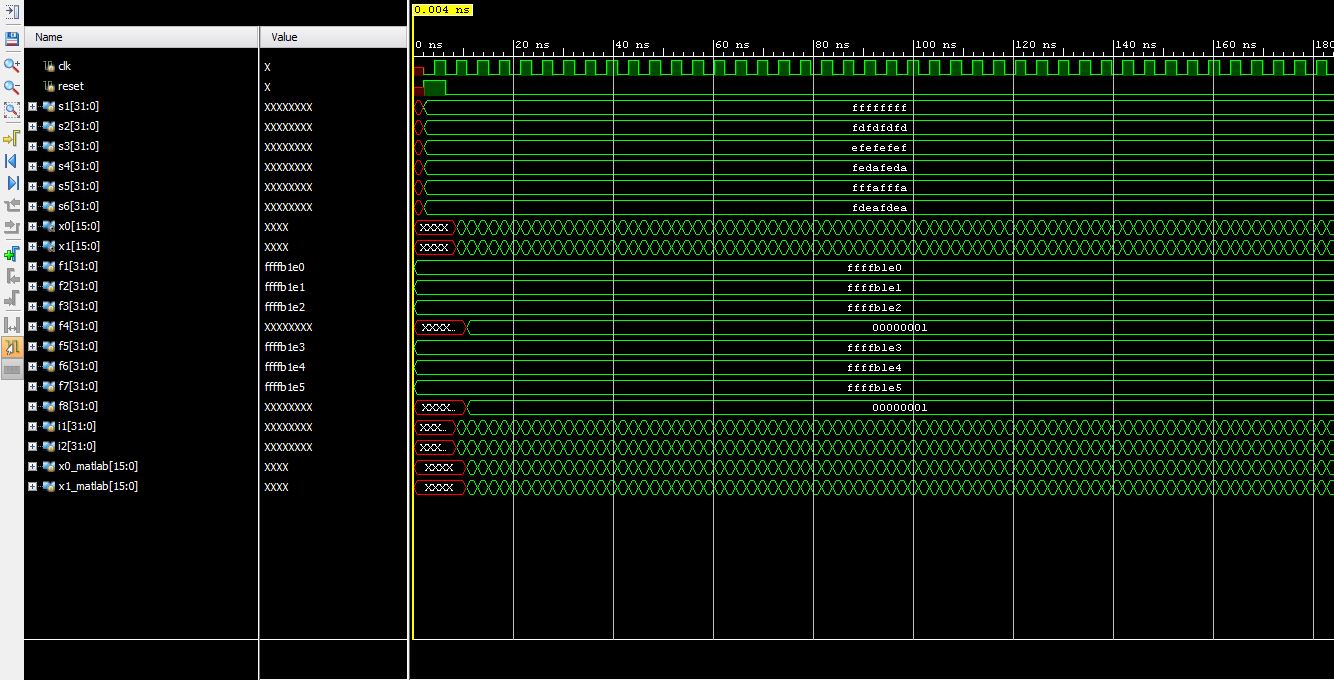 0.004 ns
Name Value
0 ns 20 ns 40 ns 60 ns 80 ns 100 ns 120 ns 140 ns 160 ns 180
clk X
reset X
s1[31:0] XXXXXXXX ffffffff
s2[31:0] XXXXXXXX fdfdfdfd
s3[31:0] XXXXXXXX efefefef
s4[31:0] XXXXXXXX fedafeda
s5[31:0] XXXXXXXX fffafffa
s6[31:0] XXXXXXXX fdeafdea
x0[15:0] XXXX XXXX
x1[15:0] XXXX XXXX
f1[31:0] ffffb1e0 ffffb1e0
f2[31:0] ffffb1e1 ffffb1e1
f3[31:0] ffffb1e2 ffffb1e2
f4[31:0] XXXXXXXX XXXX... 00000001
f5[31:0] ffffb1e3 ffffb1e3
f6[31:0] ffffb1e4 ffffb1e4
f7[31:0] ffffb1e5 ffffb1e5
f8[31:0] XXXXXXXX XXXX... 00000001
i1[31:0] XXXXXXXX XXX...
i2[31:0] XXXXXXXX XXX...
x0_matlab[15:0] XXXX XXXX
x1_matlab[15:0] XXXX XXXX